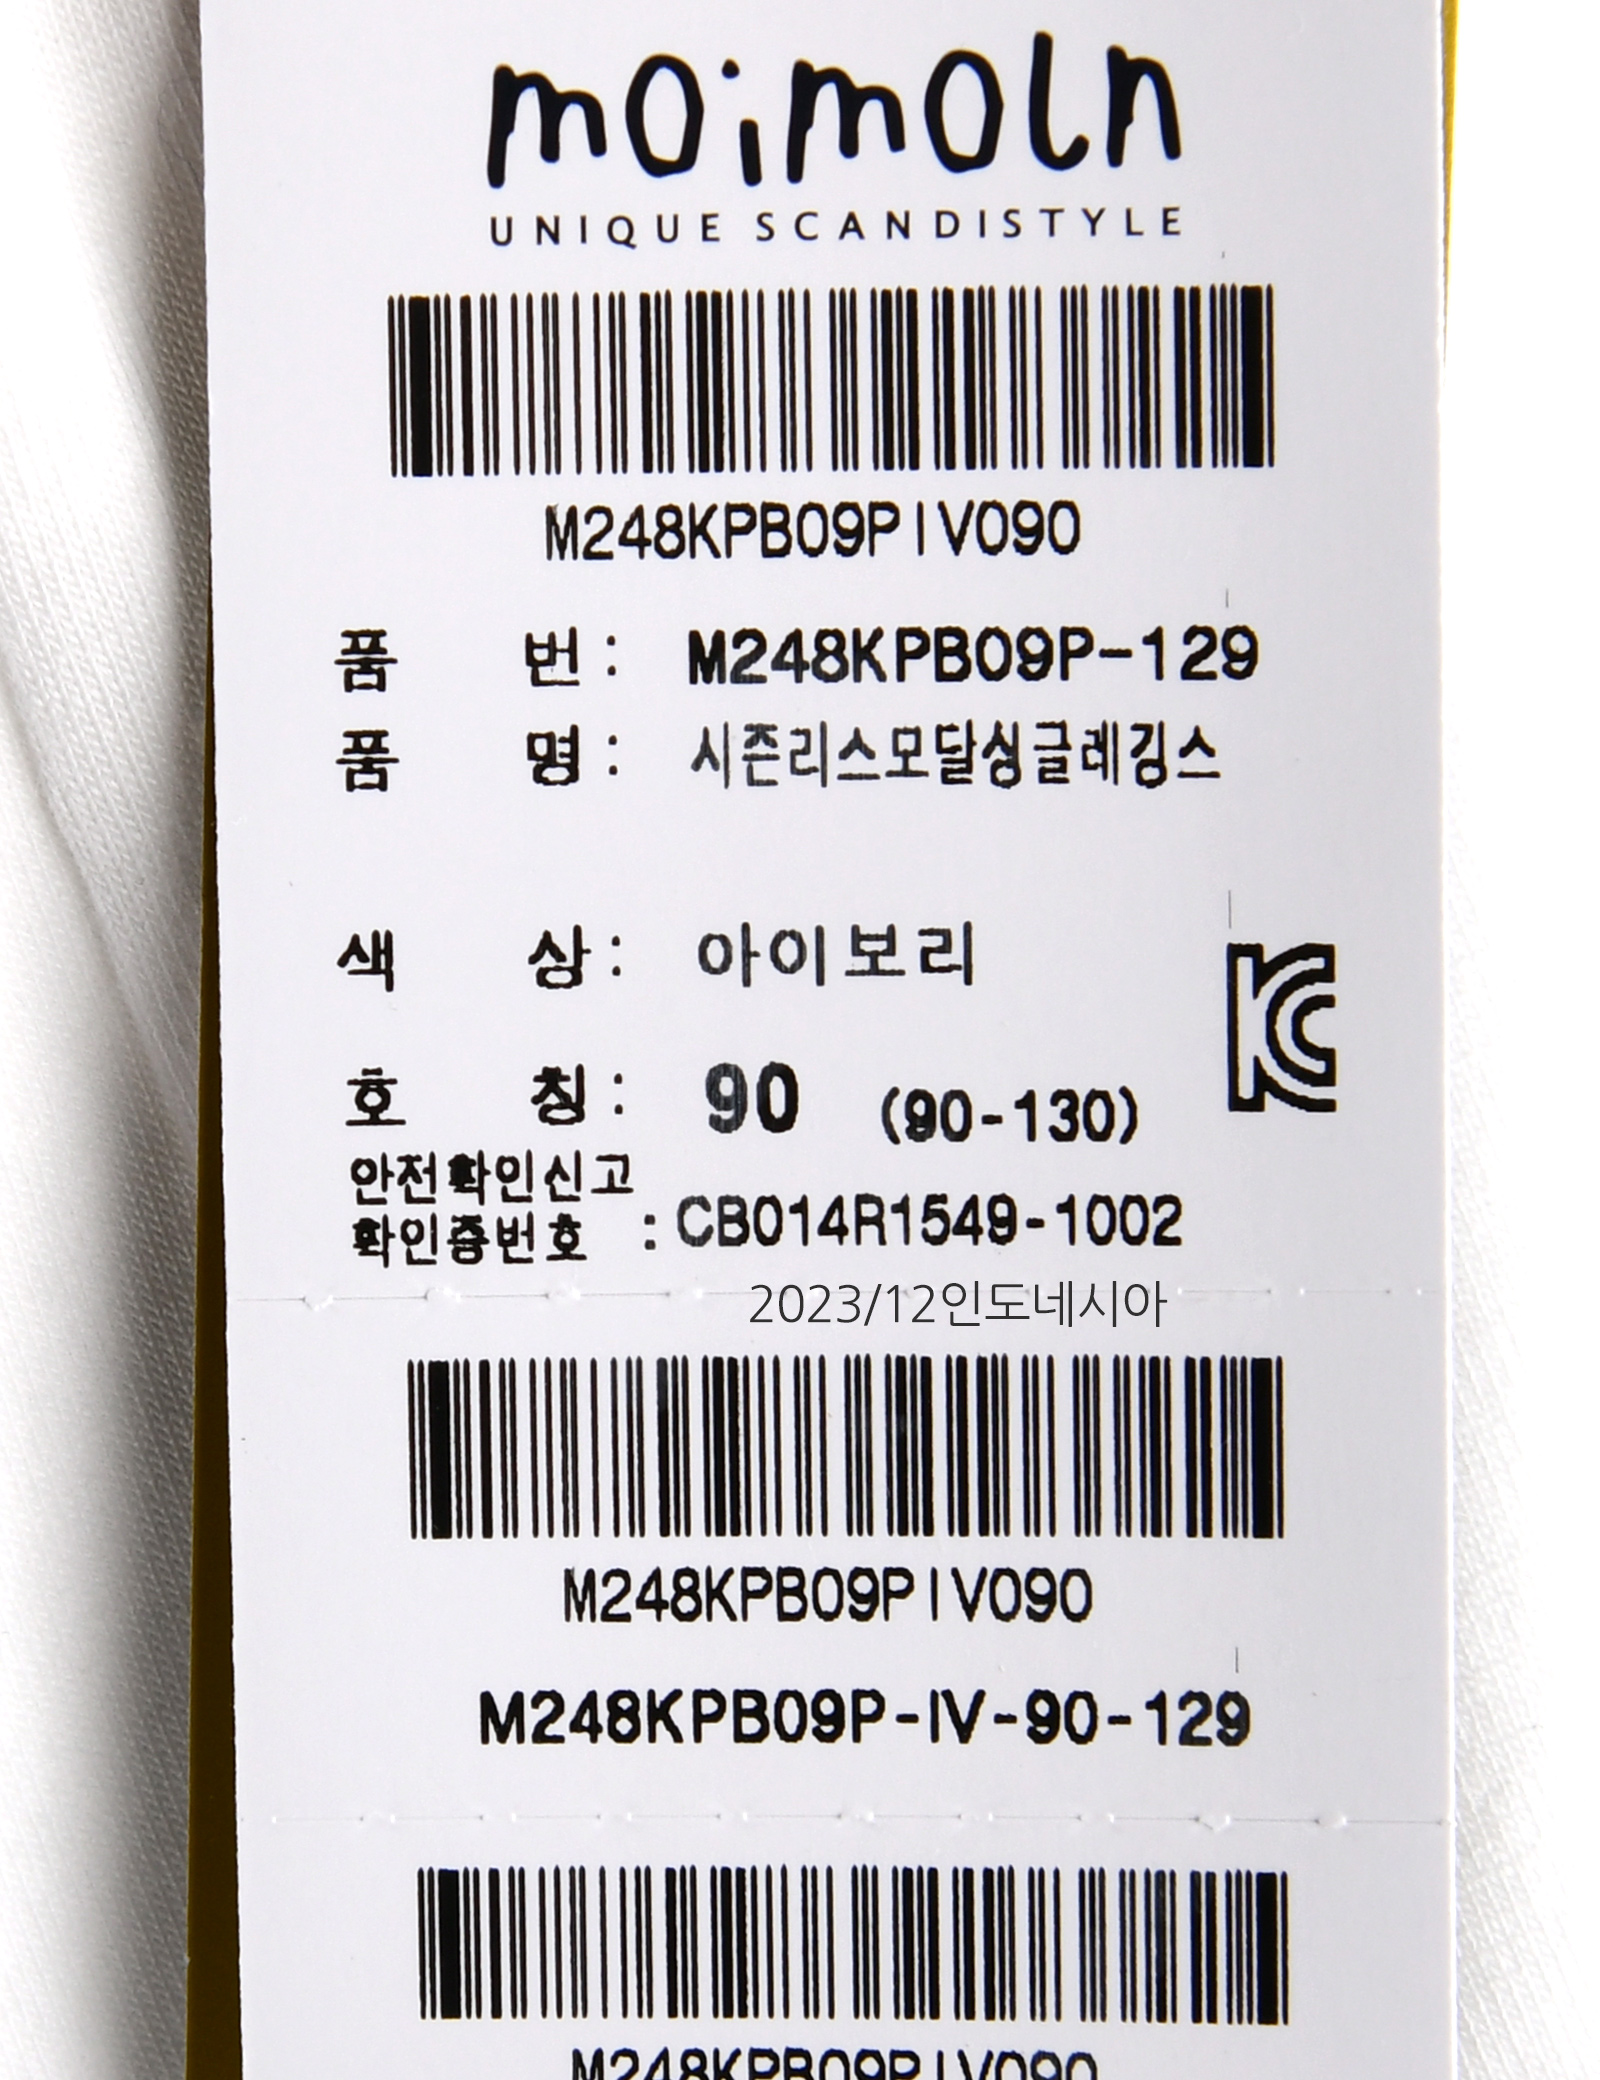 moimoln
UNIQUE SCANDISTYLE
M248KPB09PIV090
품 번 : M248KPB09P-129
품 명 : 시즌리스모달싱글레깅스
색 상 : 아이보리
KC
호 칭 : 90 (90-130)
안전확인신고
확인증번호 : CB014R1549-1002
2023/12인도네시아
M248KPB09PIV090
M248KPB09P-IV-90-129
M248KPB09PIV090